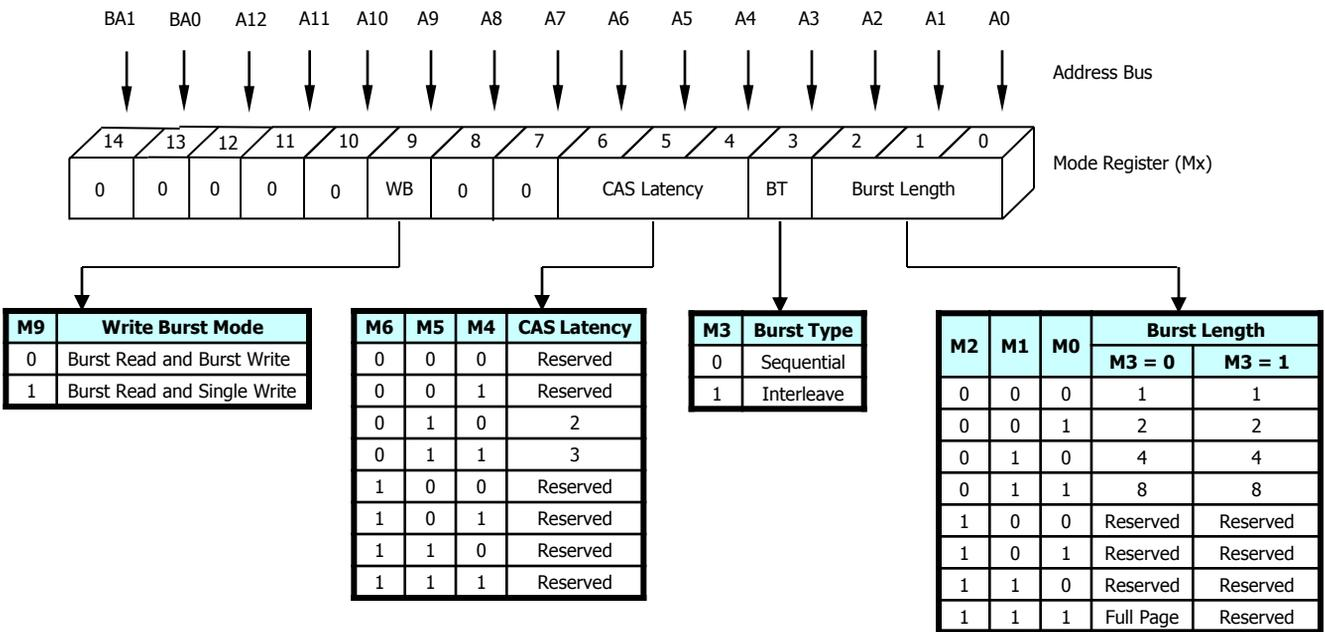 BA1 BA0 A12 A11 A10 A9 A8 A7 A6 A5 A4 A3 A2 A1 A0
Address Bus
14 13 12 11 10 9 8 7 6 5 4 3 2 1 0
Mode Register (Mx)
0 0 0 0 0 WB 0 0 CAS Latency BT Burst Length
M9 Write Burst Mode
0 Burst Read and Burst Write
1 Burst Read and Single Write
M6 M5 M4 CAS Latency
0 0 0 Reserved
0 0 1 Reserved
0 1 0 2
0 1 1 3
1 0 0 Reserved
1 0 1 Reserved
1 1 0 Reserved
1 1 1 Reserved
M3 Burst Type
0 Sequential
1 Interleave
M2 M1 M0 Burst Length
M3 = 0 M3 = 1
0 0 0 1 1
0 0 1 2 2
0 1 0 4 4
0 1 1 8 8
1 0 0 Reserved Reserved
1 0 1 Reserved Reserved
1 1 0 Reserved Reserved
1 1 1 Full Page Reserved